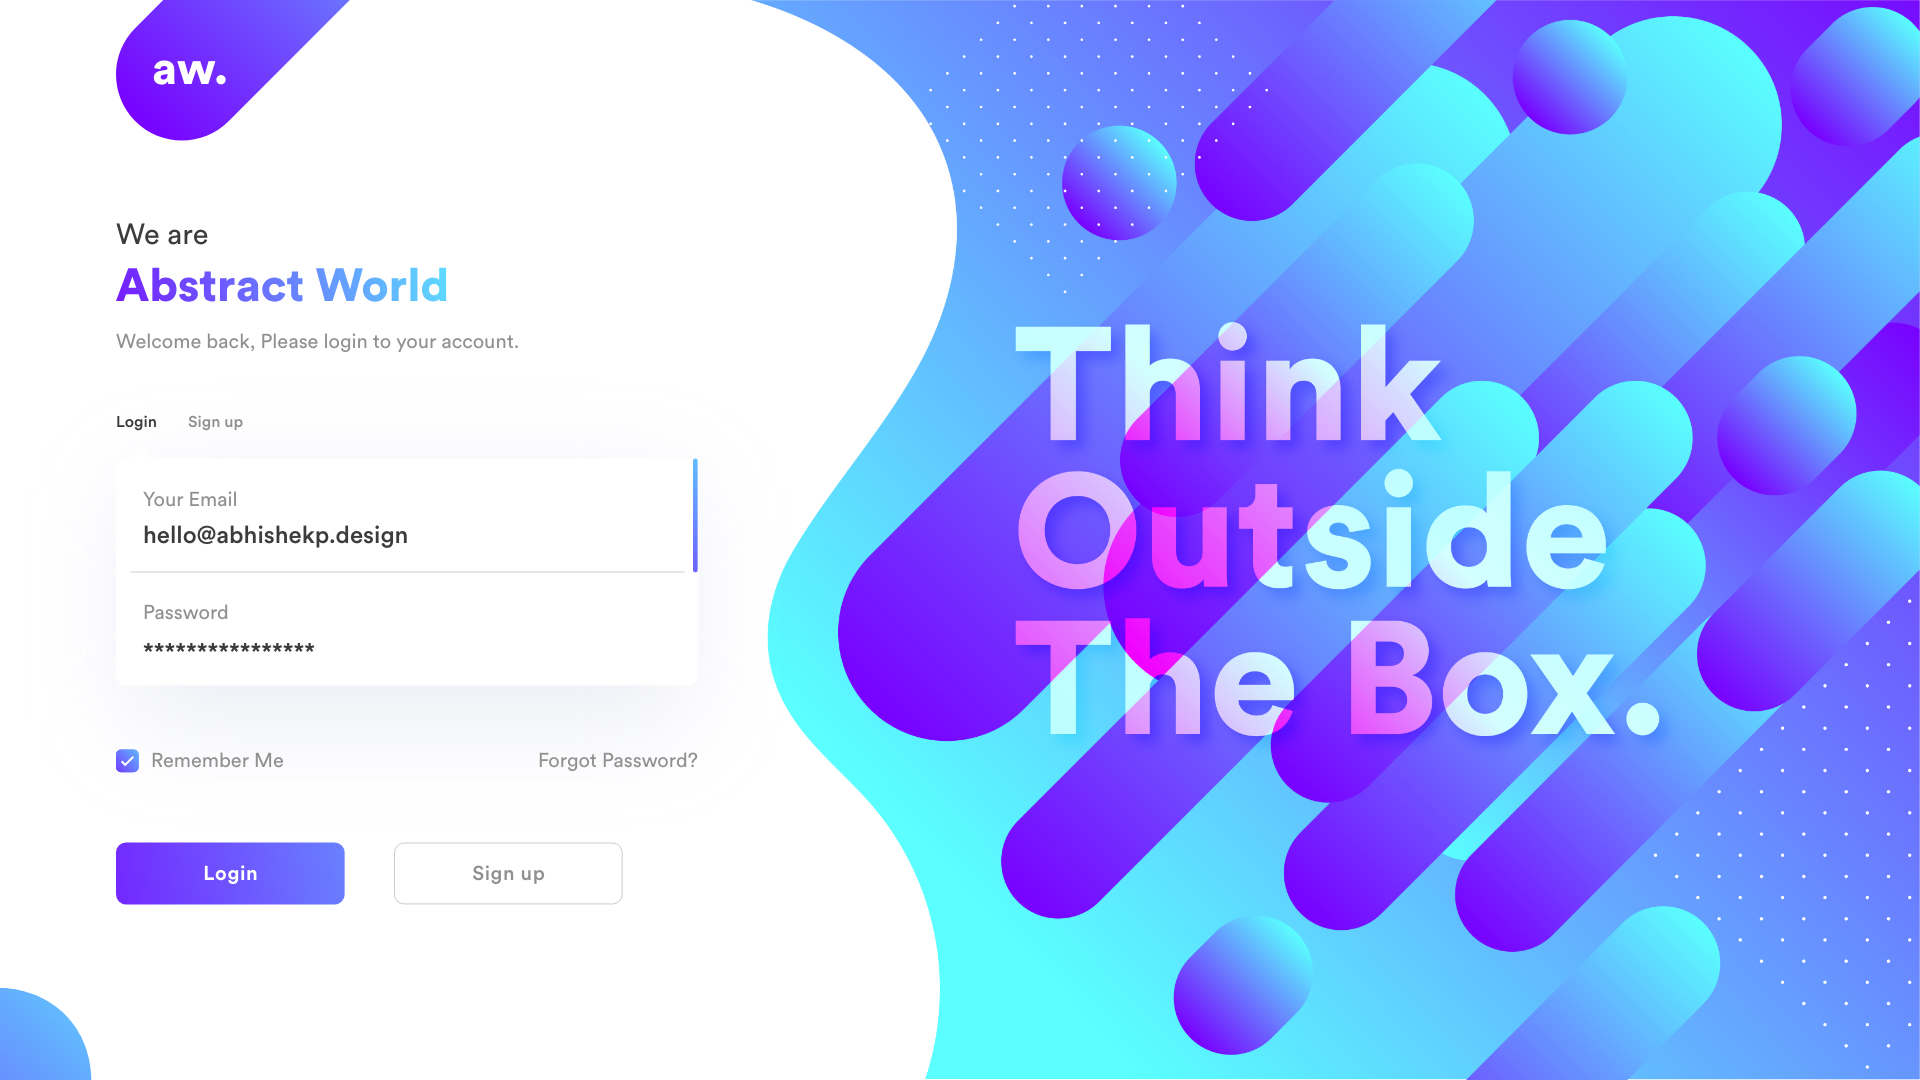 aw.
We are
Abstract World
Welcome back, Please login to your account.
Login Sign up
Your Email
hello@abhishekp.design
Password
****************
Remember Me Forgot Password?
Login Sign up
Think
Outside
The Box.